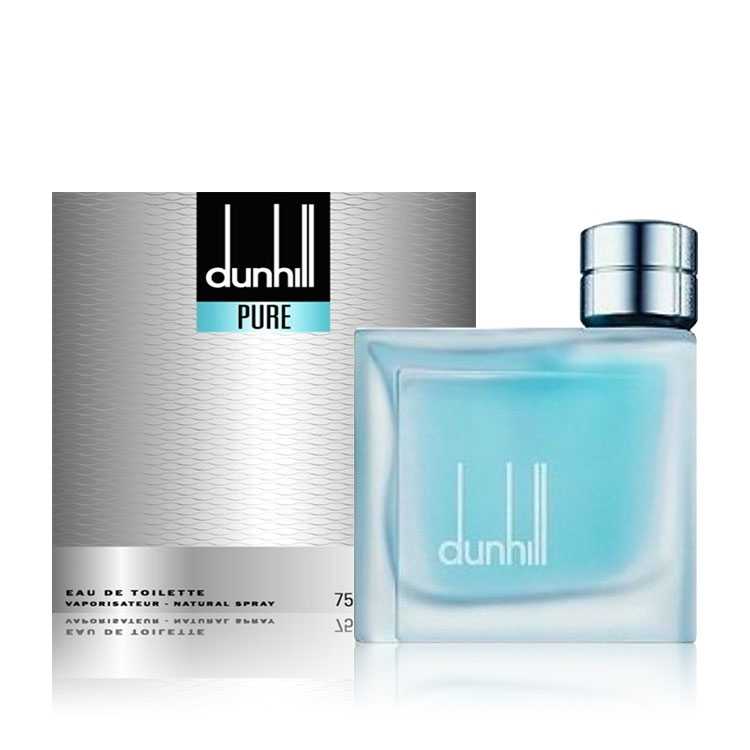 dunhill
PURE
EAU DE TOILETTE
VAPORISATEUR - NATURAL SPRAY 75
dunhill